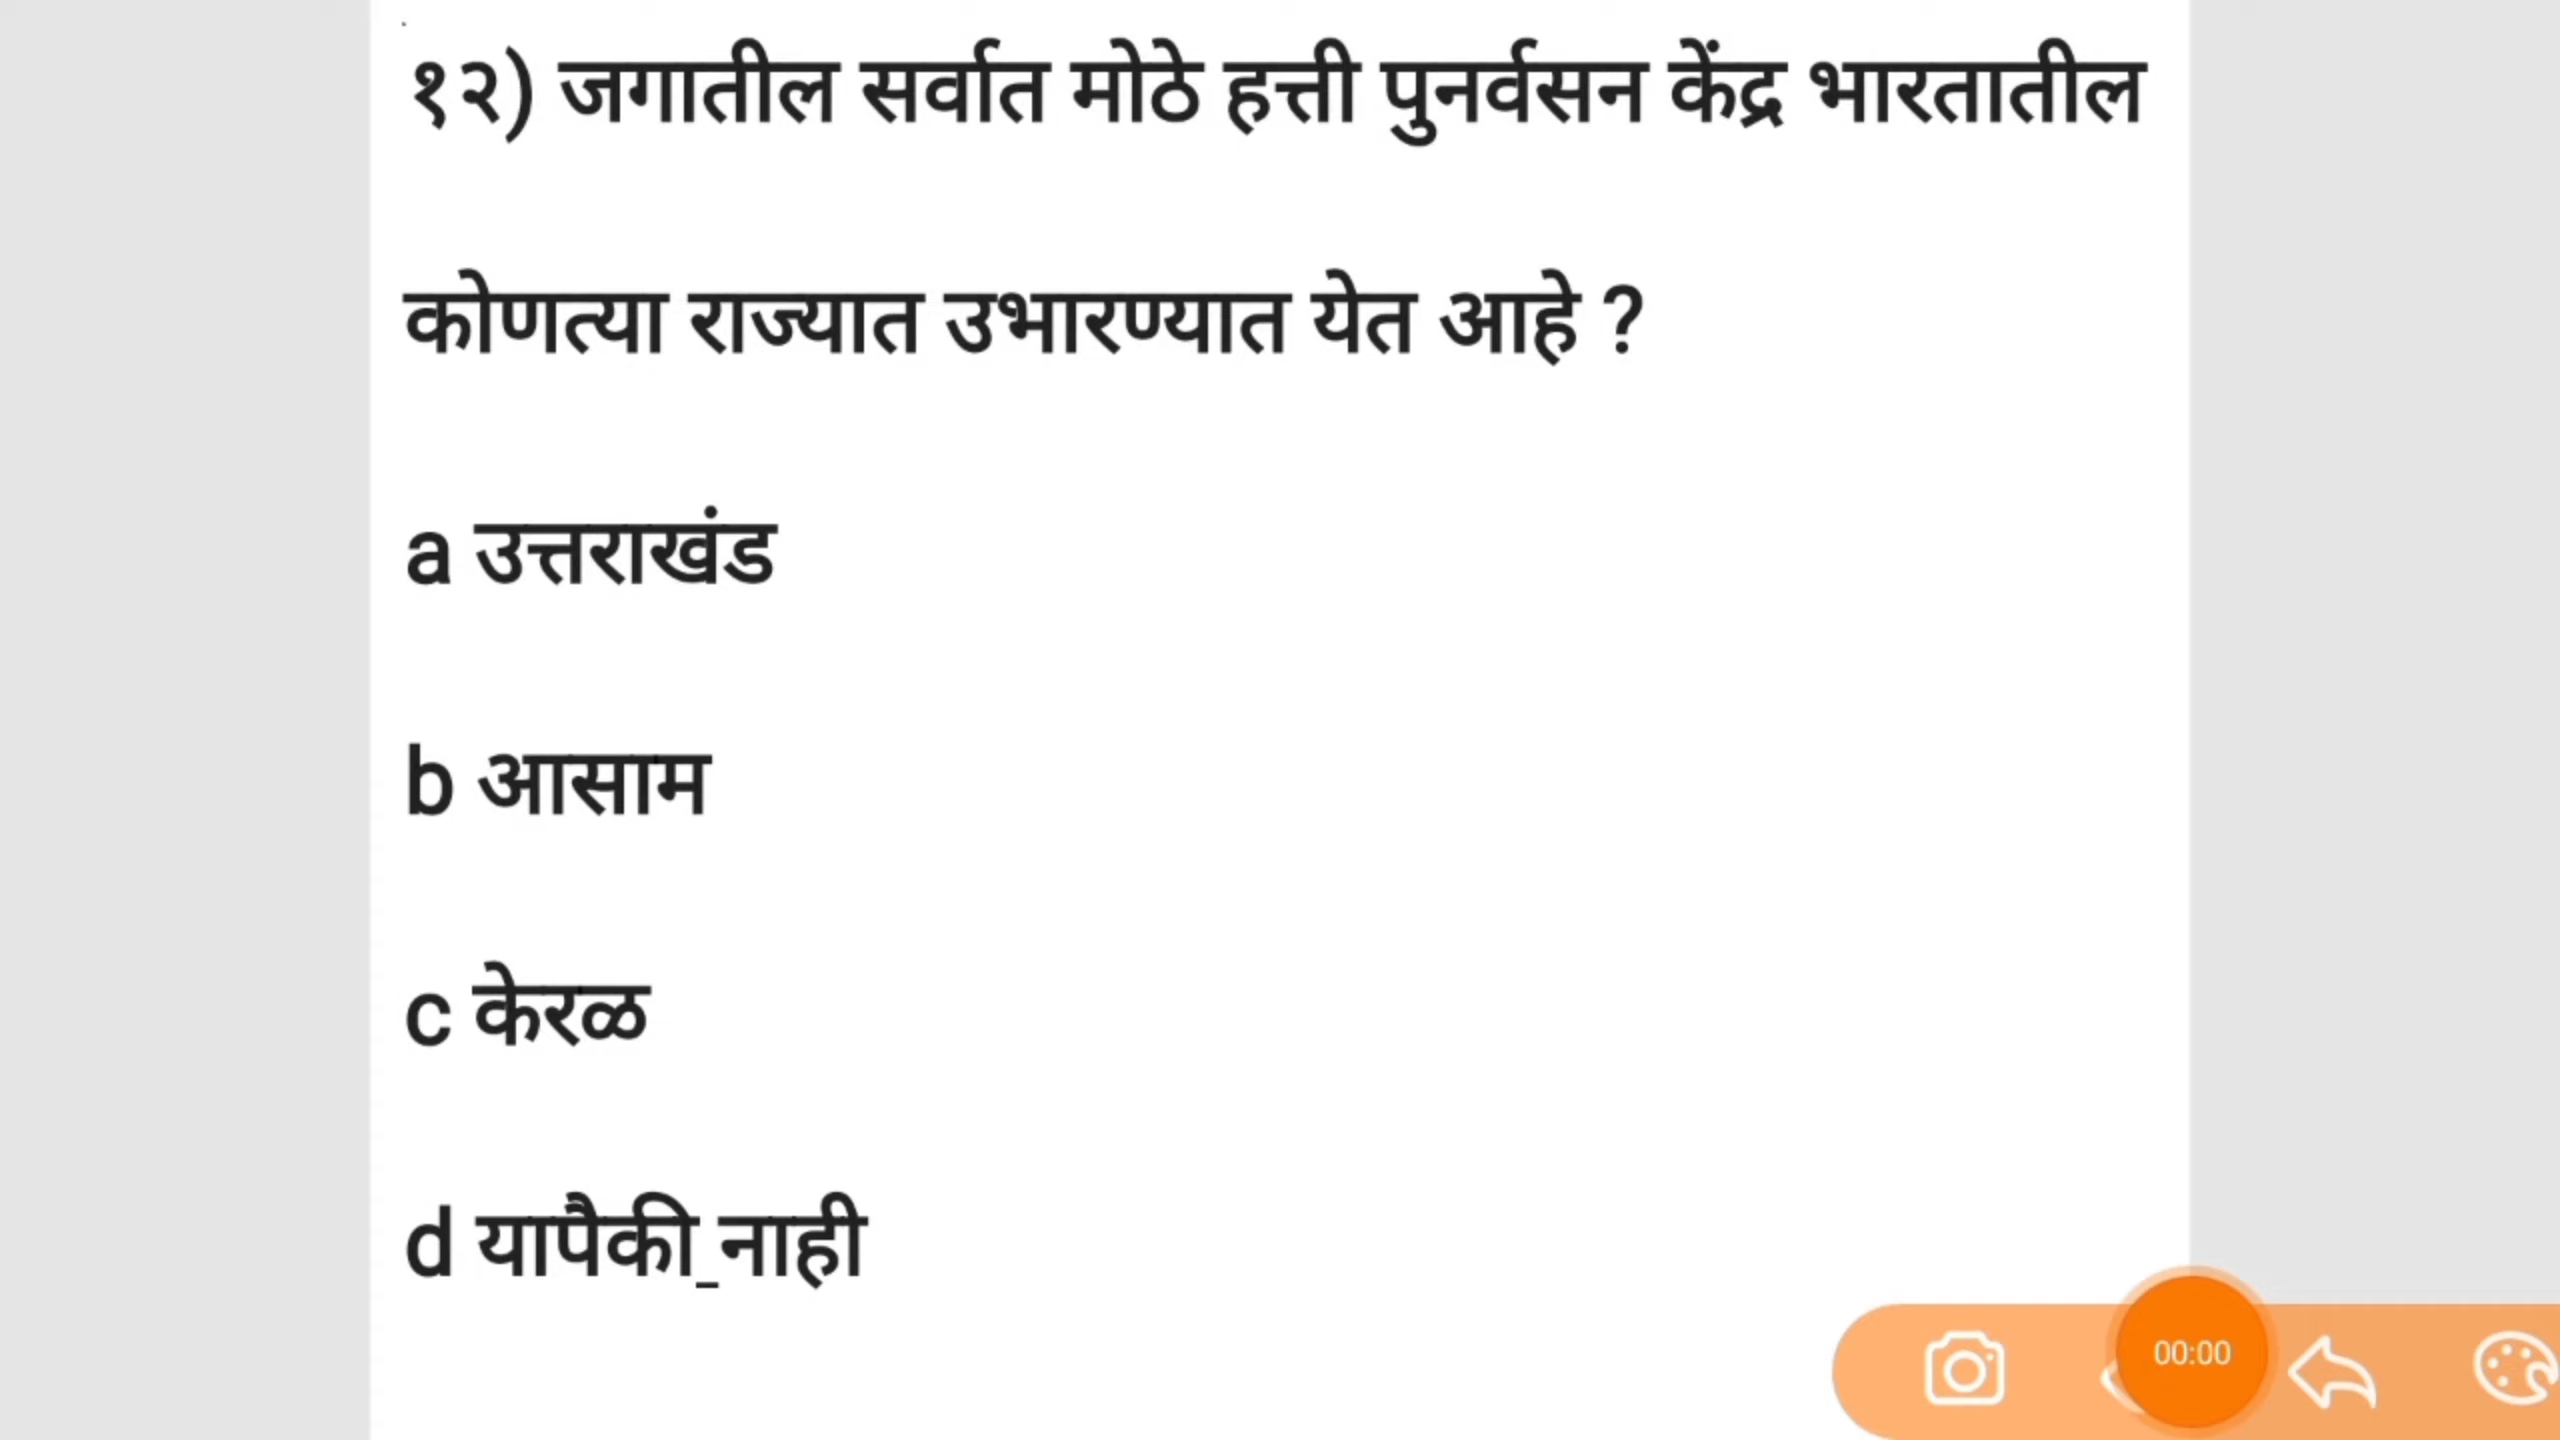 १२) जगातील सर्वात मोठे हत्ती पुनर्वसन केंद्र भारतातील
कोणत्या राज्यात उभारण्यात येत आहे ?
a उत्तराखंड
b आसाम
c केरळ
d यापैकी_नाही
00:00